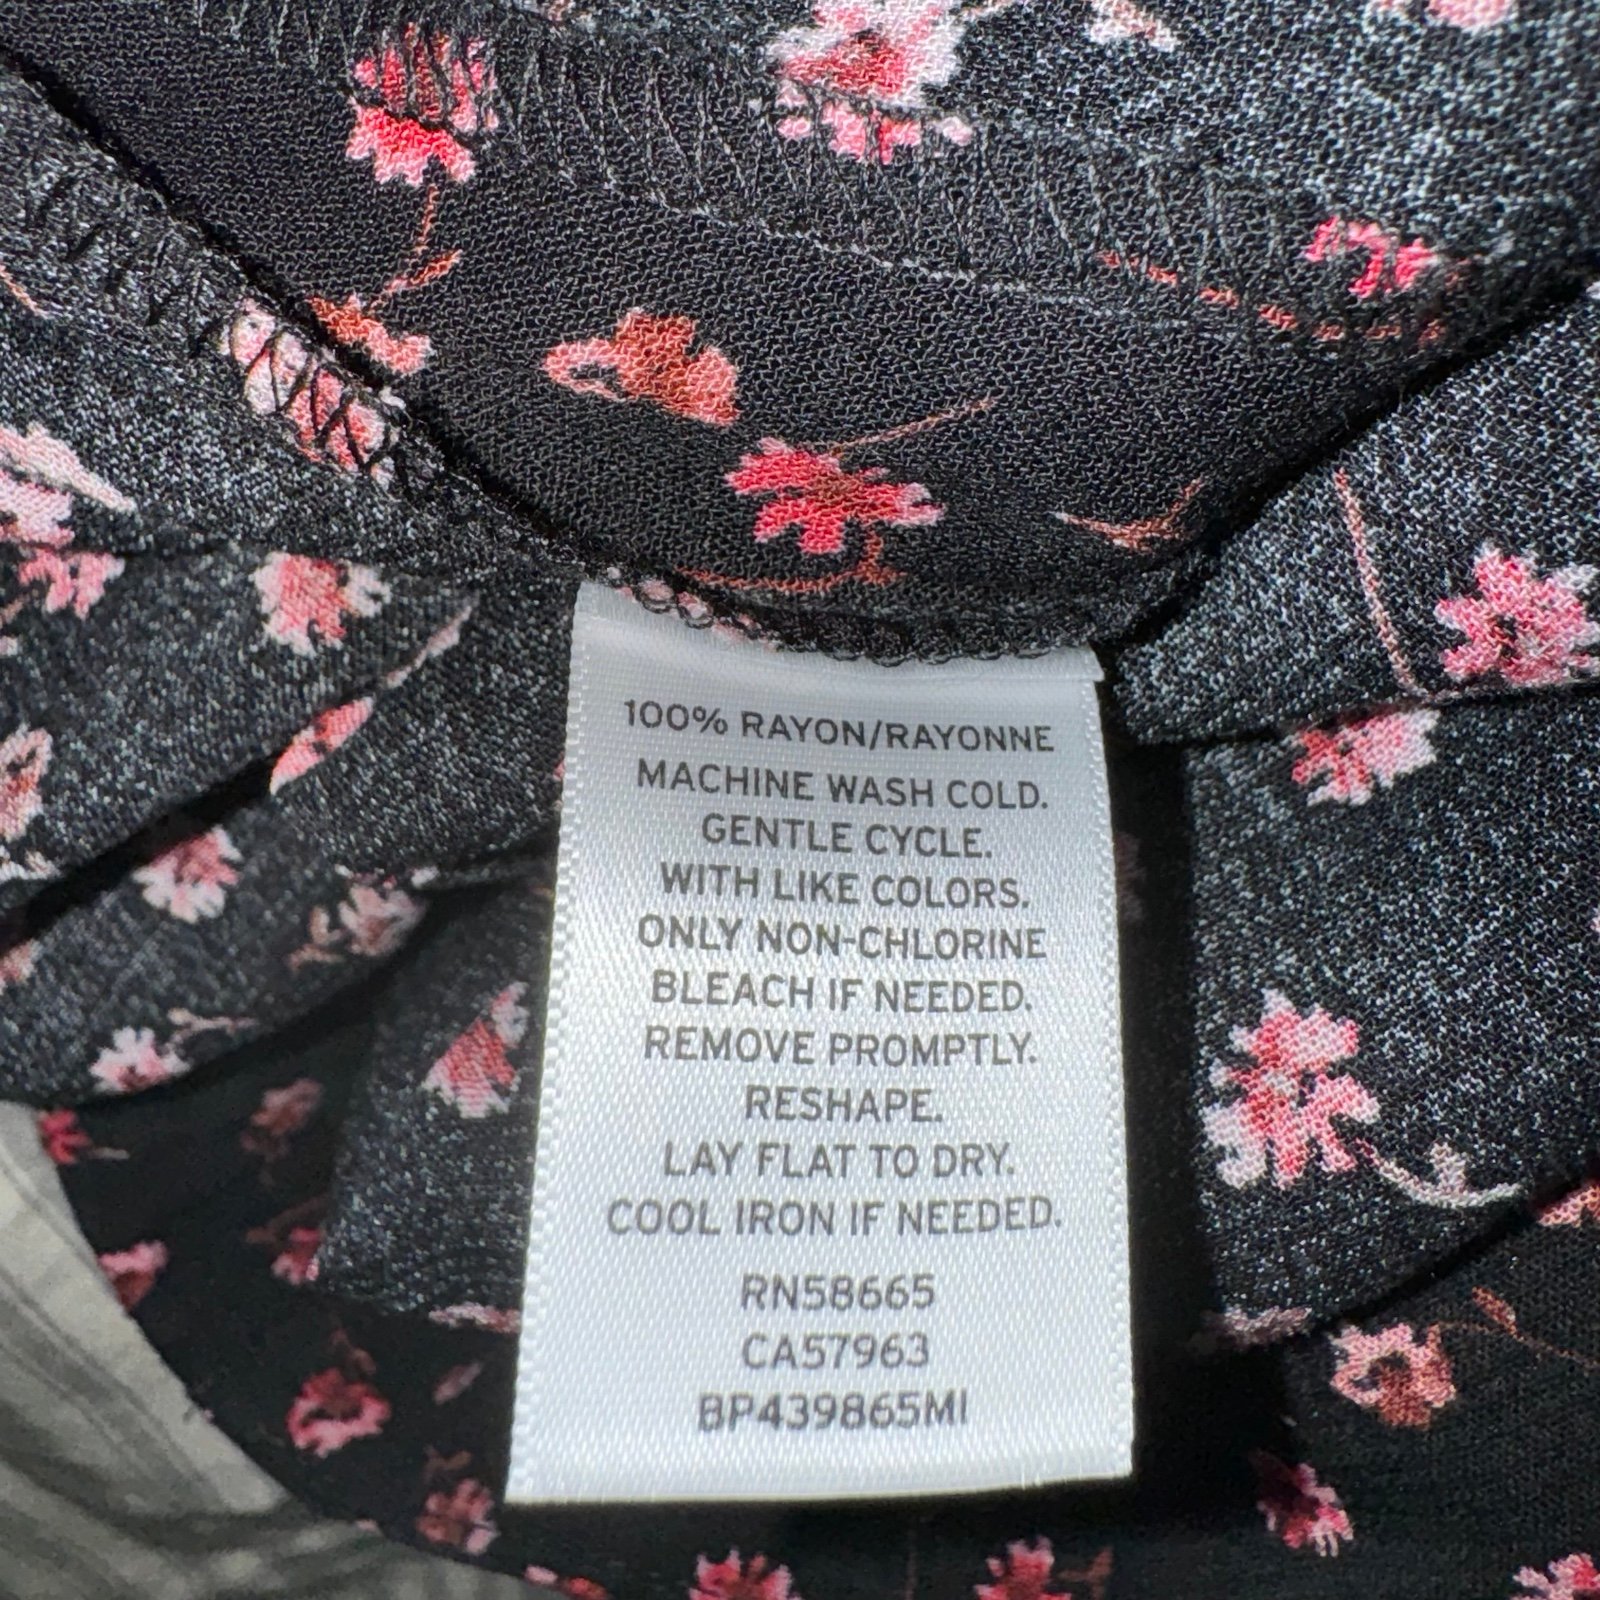 100% RAYON/RAYONNE
MACHINE WASH COLD.
GENTLE CYCLE.
WITH LIKE COLORS.
ONLY NON-CHLORINE
BLEACH IF NEEDED.
REMOVE PROMPTLY.
RESHAPE.
LAY FLAT TO DRY.
COOL IRON IF NEEDED.
RN58665
CA57963
BP439865MI